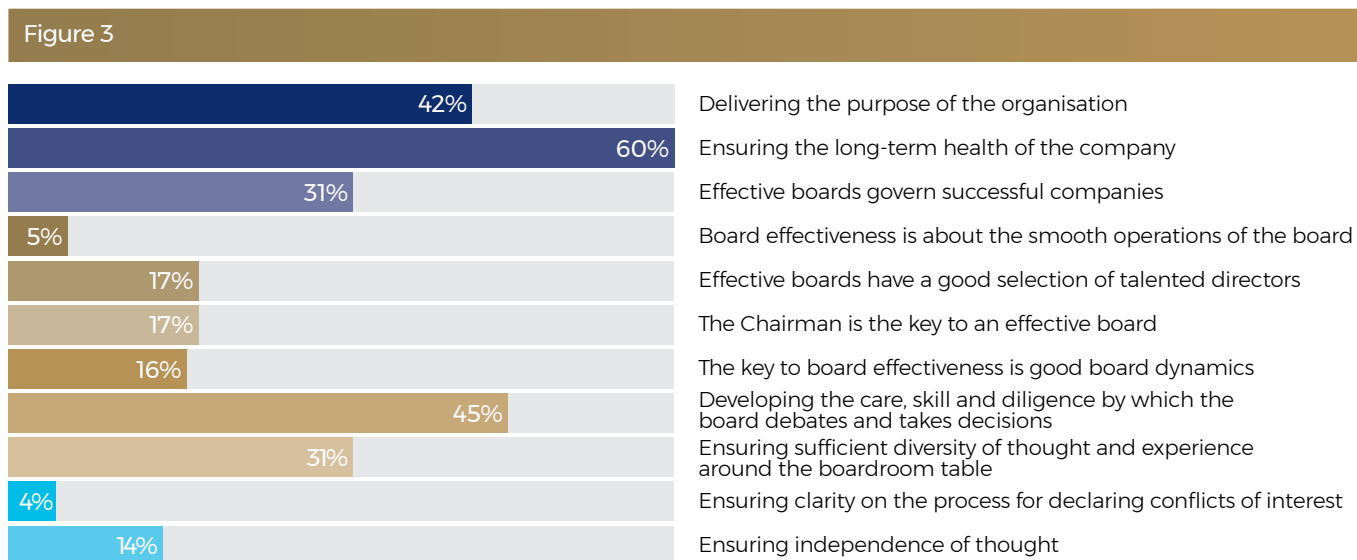 Figure 3
42% Delivering the purpose of the organisation
60% Ensuring the long-term health of the company
31% Effective boards govern successful companies
5% Board effectiveness is about the smooth operations of the board
17% Effective boards have a good selection of talented directors
17% The Chairman is the key to an effective board
16% The key to board effectiveness is good board dynamics
45% Developing the care, skill and diligence by which the
board debates and takes decisions
31% Ensuring sufficient diversity of thought and experience
around the boardroom table
4% Ensuring clarity on the process for declaring conflicts of interest
14% Ensuring independence of thought